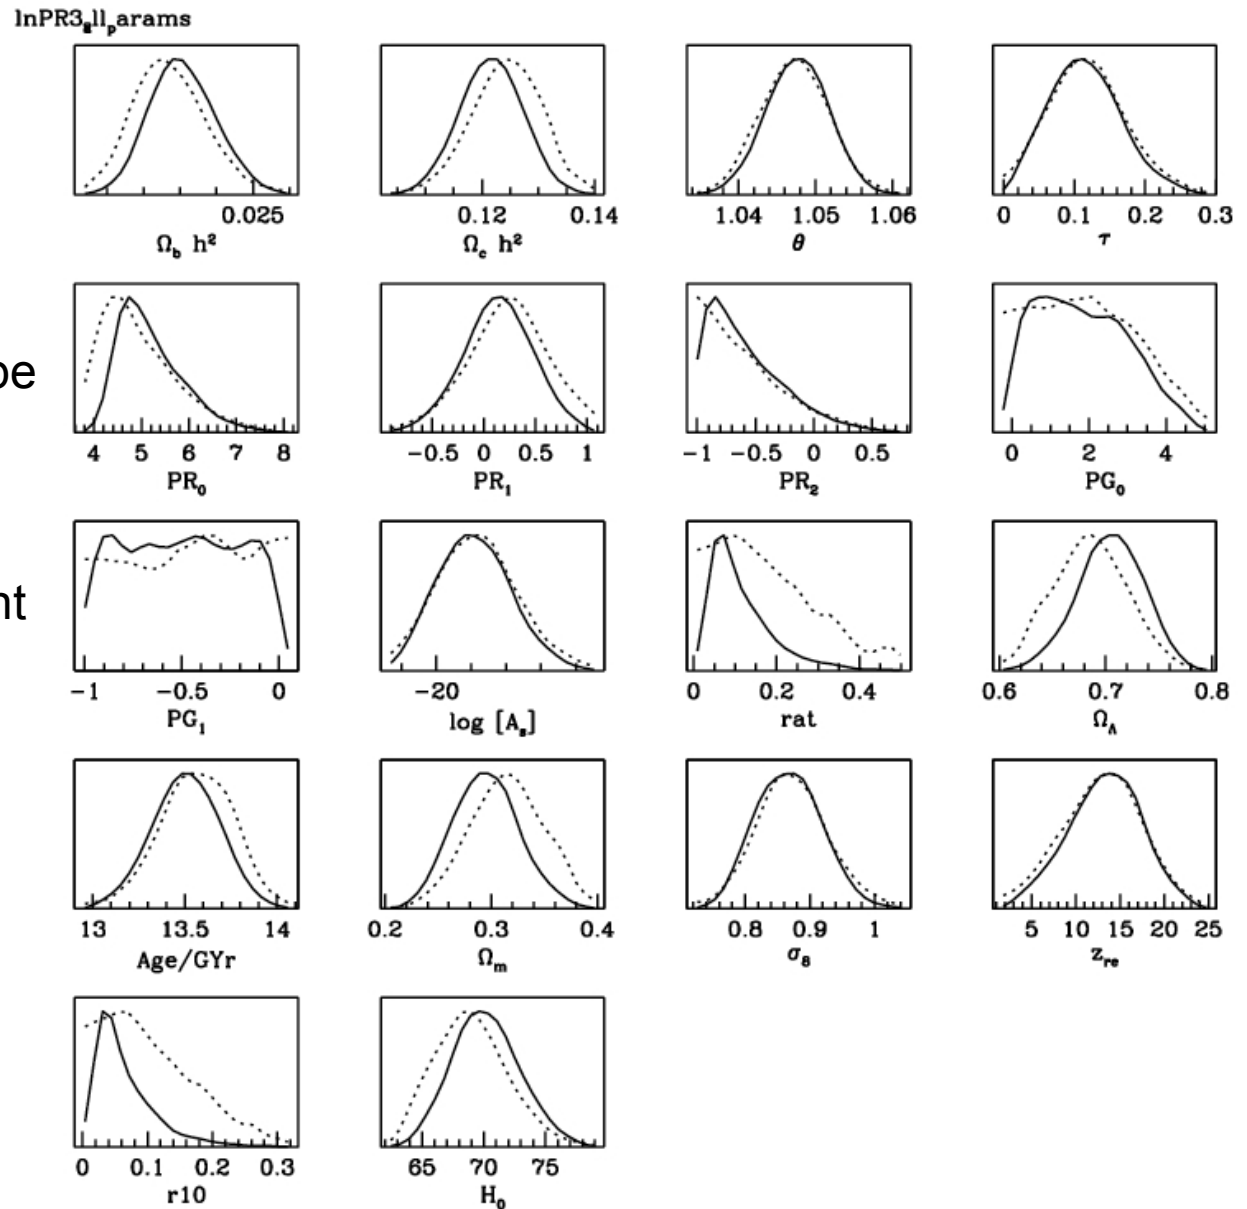 lnPR3ₐll_params
0.025
Ω_b h²
0.12 0.14
Ω_c h²
1.04 1.05 1.06
θ
0 0.1 0.2 0.3
τ
pe
4 5 6 7 8
PR₀
−0.5 0 0.5 1
PR₁
−1 −0.5 0 0.5
PR₂
0 2 4
PG₀
nt
−1 −0.5 0
PG₁
−20
log [A_s]
0 0.2 0.4
rat
0.6 0.7 0.8
Ω_Λ
13 13.5 14
Age/GYr
0.2 0.3 0.4
Ω_m
0.8 0.9 1
σ₈
5 10 15 20 25
z_re
0 0.1 0.2 0.3
r10
65 70 75
H₀